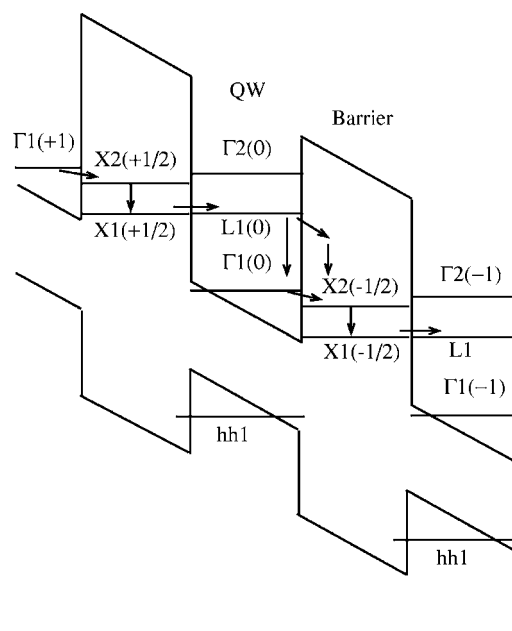 QW
Barrier
Γ1(+1)
X2(+1/2)
Γ2(0)
X1(+1/2)
L1(0)
Γ1(0)
X2(-1/2)
Γ2(−1)
X1(-1/2)
L1
Γ1(−1)
hh1
hh1